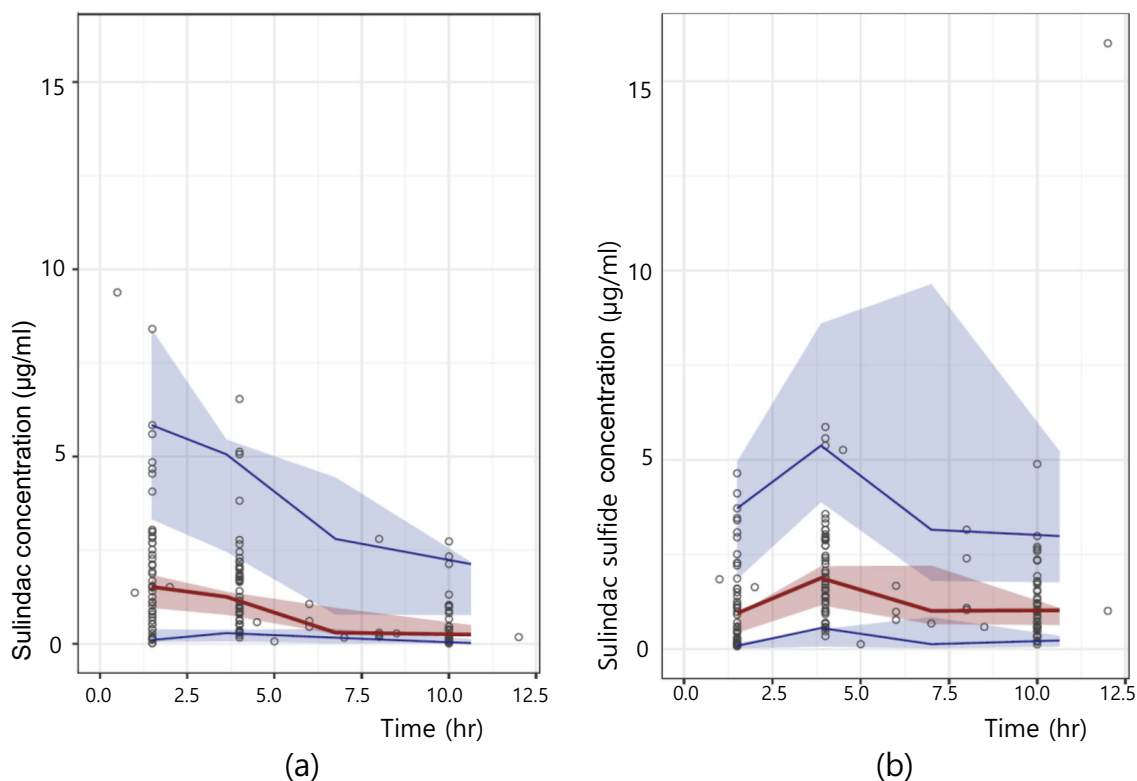 Sulindac concentration (µg/ml)
15
10
5
0
0.0 2.5 5.0 7.5 10.0 12.5
Time (hr)
(a)
Sulindac sulfide concentration (µg/ml)
15
10
5
0
0.0 2.5 5.0 7.5 10.0 12.5
Time (hr)
(b)